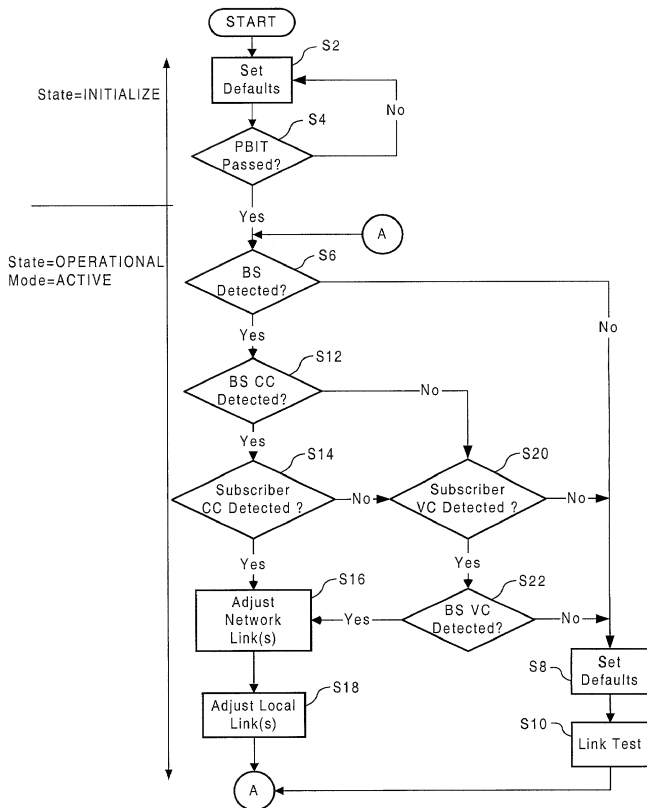 START
S2
Set
Defaults
State=INITIALIZE
No
S4
PBIT
Passed?
Yes
A
State=OPERATIONAL
Mode=ACTIVE
S6
BS
Detected?
No
Yes
S12
BS CC
Detected?
No
Yes
S14
S20
Subscriber
CC Detected ?
No
Subscriber
VC Detected ?
No
Yes
Yes
S16
S22
Adjust
Network
Link(s)
Yes
BS VC
Detected?
No
S8
Set
Defaults
S18
Adjust Local
Link(s)
S10
Link Test
A